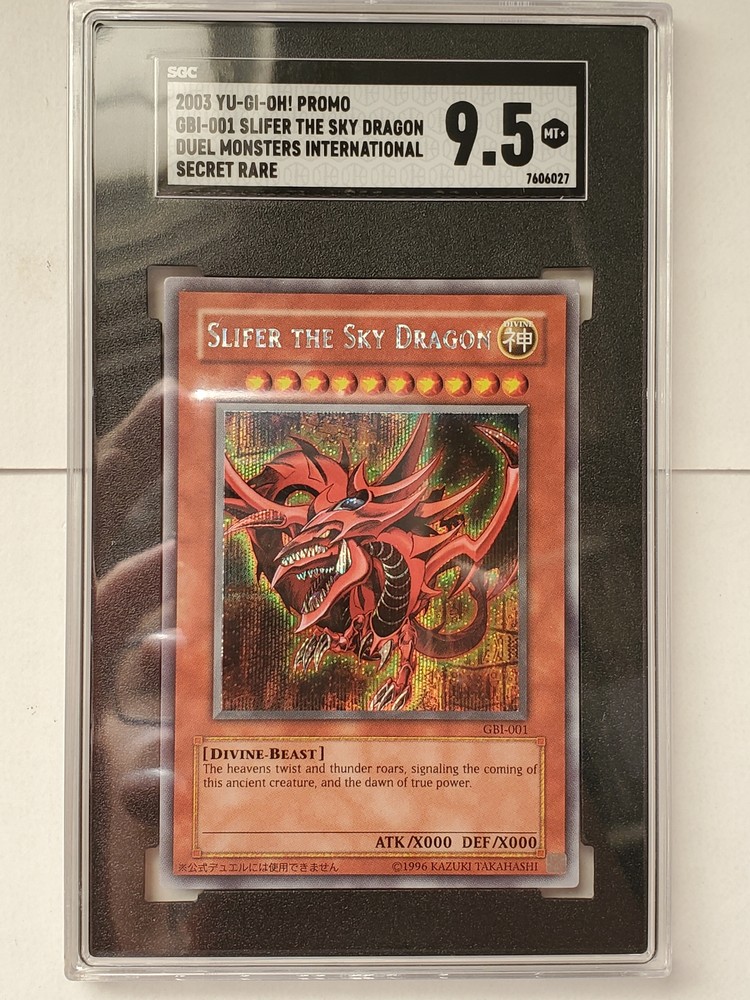 SGC
2003 YU-GI-OH! PROMO
GBI-001 SLIFER THE SKY DRAGON
DUEL MONSTERS INTERNATIONAL
SECRET RARE
9.5
MT+
7606027
SLIFER THE SKY DRAGON
DIVINE
神
GBI-001
[DIVINE-BEAST]
The heavens twist and thunder roars, signaling the coming of
this ancient creature, and the dawn of true power.
ATK/X000 DEF/X000
※公式デュエルには使用できません
©1996 KAZUKI TAKAHASHI